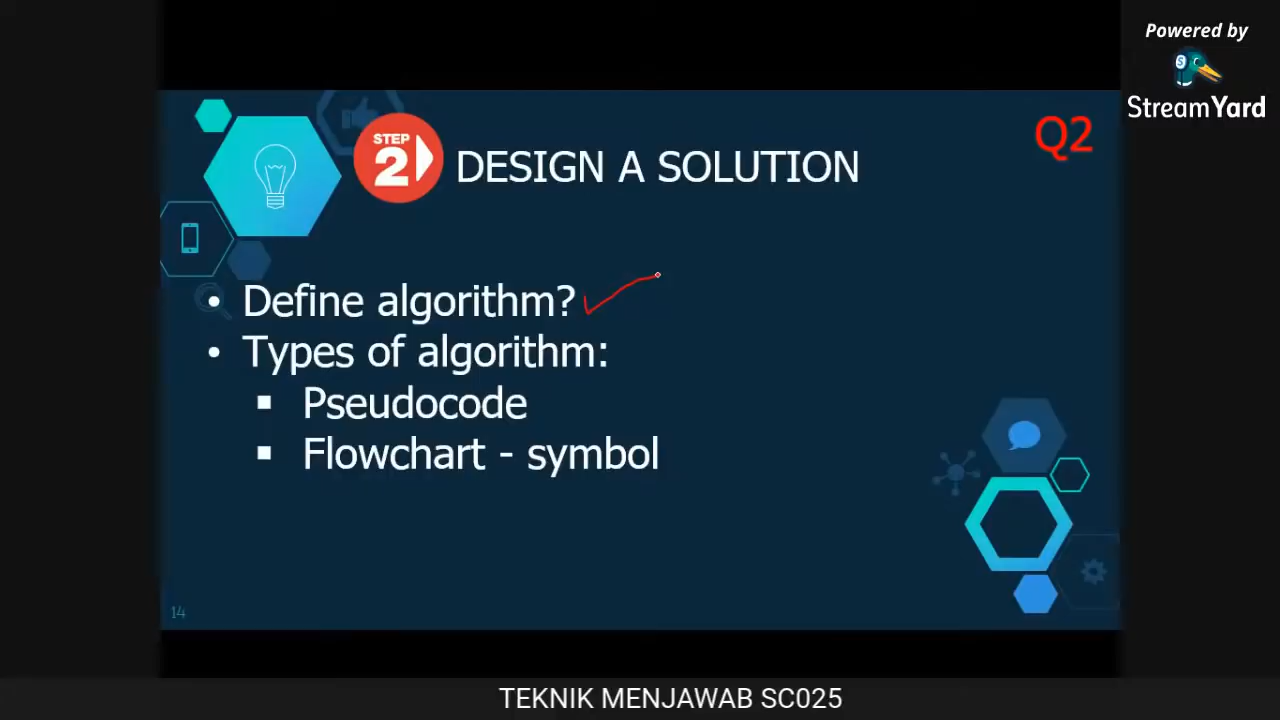 Powered by
StreamYard
Q2
STEP
2
DESIGN A SOLUTION
• Define algorithm?
• Types of algorithm:
▪ Pseudocode
▪ Flowchart - symbol
14
TEKNIK MENJAWAB SC025